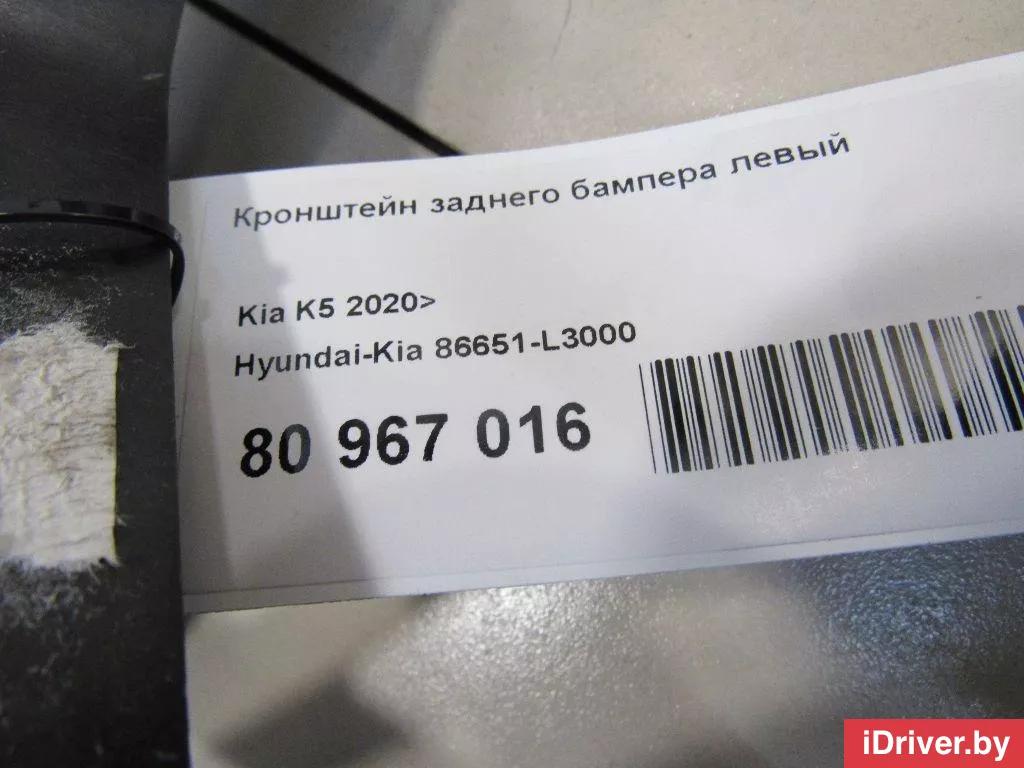 Кронштейн заднего бампера левый
Kia K5 2020>
Hyundai-Kia 86651-L3000
80 967 016
iDriver.by